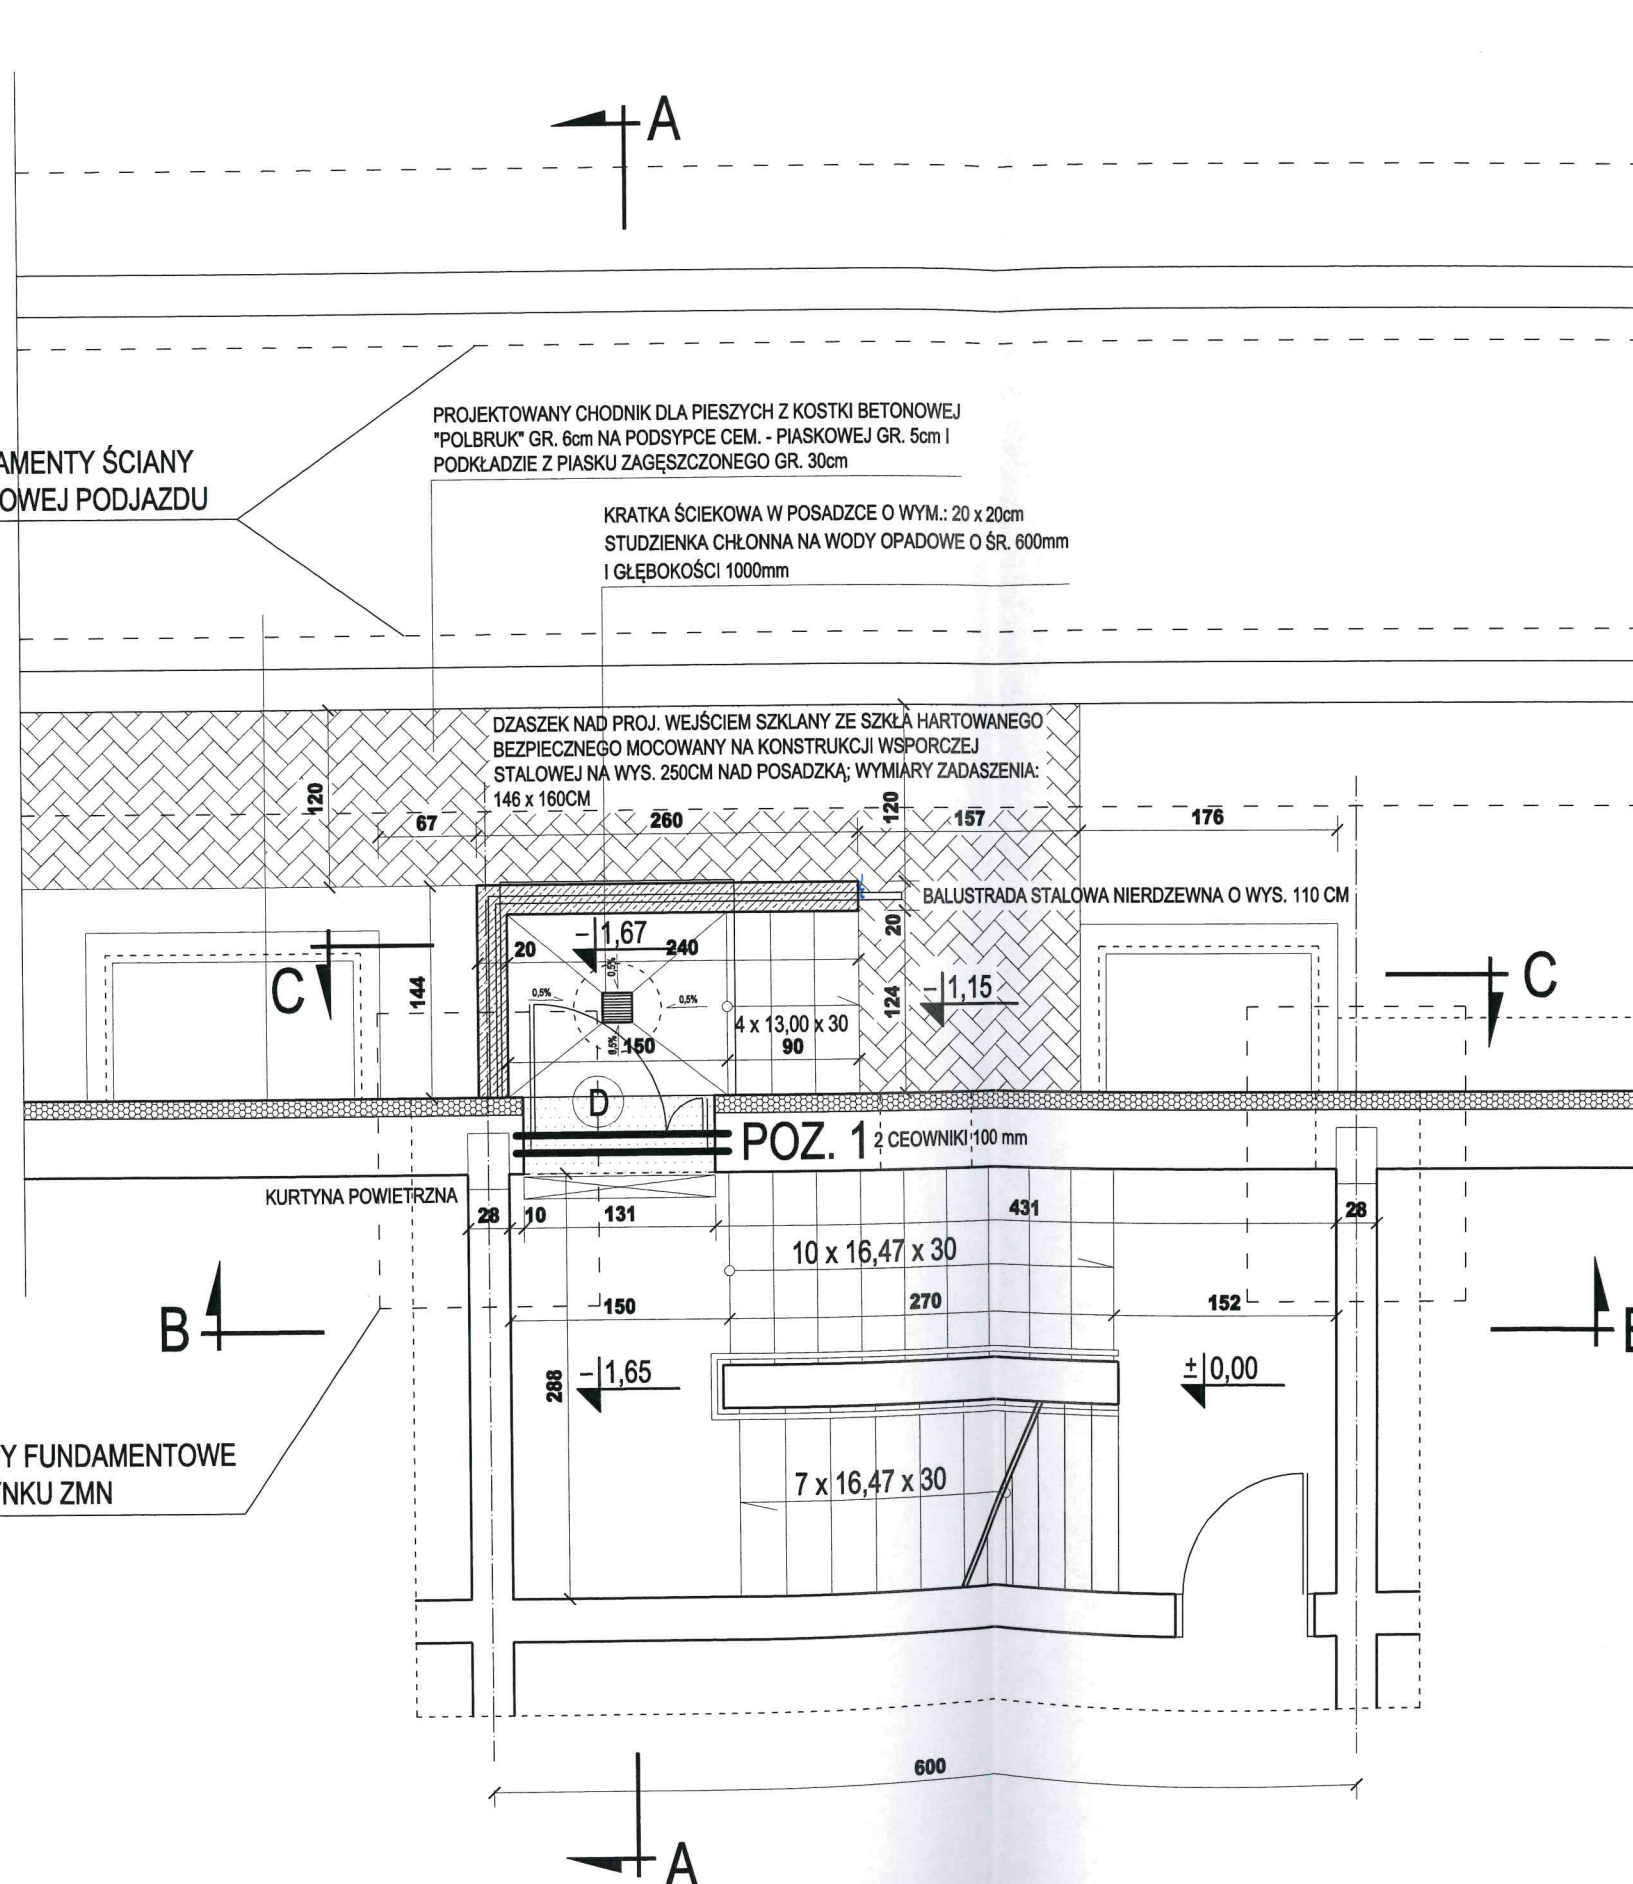 A
PROJEKTOWANY CHODNIK DLA PIESZYCH Z KOSTKI BETONOWEJ
"POLBRUK" GR. 6cm NA PODSYPCE CEM. - PIASKOWEJ GR. 5cm I
PODKŁADZIE Z PIASKU ZAGĘSZCZONEGO GR. 30cm
AMENTY ŚCIANY
OWEJ PODJAZDU
KRATKA ŚCIEKOWA W POSADZCE O WYM.: 20 x 20cm
STUDZIENKA CHŁONNA NA WODY OPADOWE O ŚR. 600mm
I GŁĘBOKOŚCI 1000mm
DZASZEK NAD PROJ. WEJŚCIEM SZKLANY ZE SZKŁA HARTOWANEGO
BEZPIECZNEGO MOCOWANY NA KONSTRUKCJI WSPORCZEJ
STALOWEJ NA WYS. 250CM NAD POSADZKĄ; WYMIARY ZADASZENIA:
146 x 160CM
120
67
260
120
157
176
BALUSTRADA STALOWA NIERDZEWNA O WYS. 110 CM
20
20
-1,67
240
C
144
0,5%
0,5%
0,5%
0,5%
124
-1,15
C
4 x 13,00 x 30
150
90
D
POZ. 1
2 CEOWNIKI 100 mm
KURTYNA POWIETRZNA
28
10
131
431
28
10 x 16,47 x 30
B
150
270
152
B
288
-1,65
±0,00
Y FUNDAMENTOWE
NKU ZMN
7 x 16,47 x 30
600
A